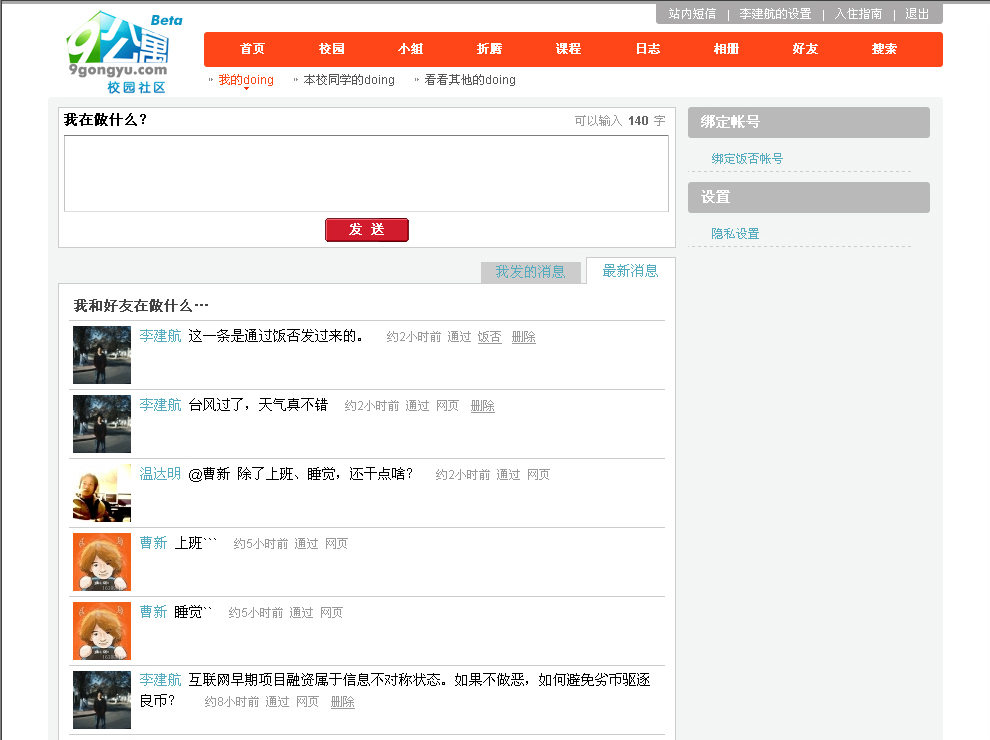 站内短信 | 李建航的设置 | 入住指南 | 退出
9公寓 Beta
9gongyu.com
校园社区
首页 校园 小组 折腾 课程 日志 相册 好友 搜索
我的doing 本校同学的doing 看看其他的doing
我在做什么？ 可以输入 140 字
发 送
绑定帐号
绑定饭否帐号
设置
隐私设置
我发的消息 最新消息
我和好友在做什么…
李建航 这一条是通过饭否发过来的。 约2小时前 通过 饭否 删除
李建航 台风过了，天气真不错 约2小时前 通过 网页 删除
温达明 @曹新 除了上班、睡觉，还干点啥？ 约2小时前 通过 网页
曹新 上班``` 约5小时前 通过 网页
曹新 睡觉`` 约5小时前 通过 网页
李建航 互联网早期项目融资属于信息不对称状态。如果不做恶，如何避免劣币驱逐
良币？ 约8小时前 通过 网页 删除